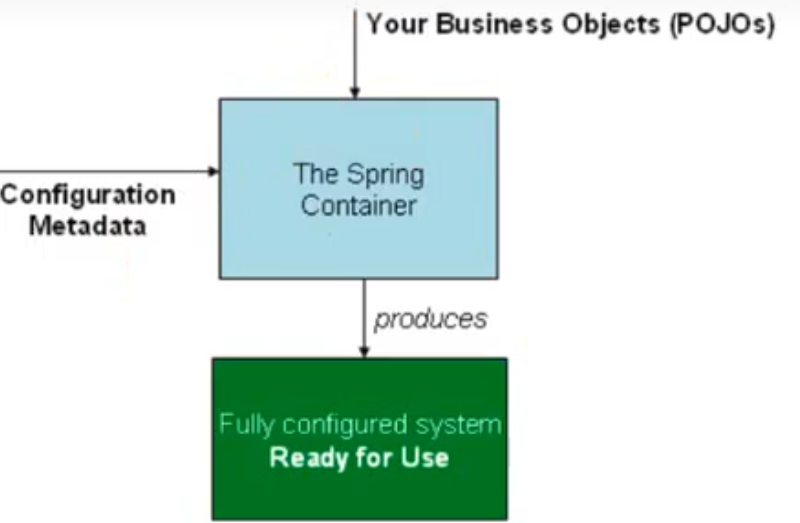 Your Business Objects (POJOs)
The Spring
Container
Configuration
Metadata
produces
Fully configured system
Ready for Use